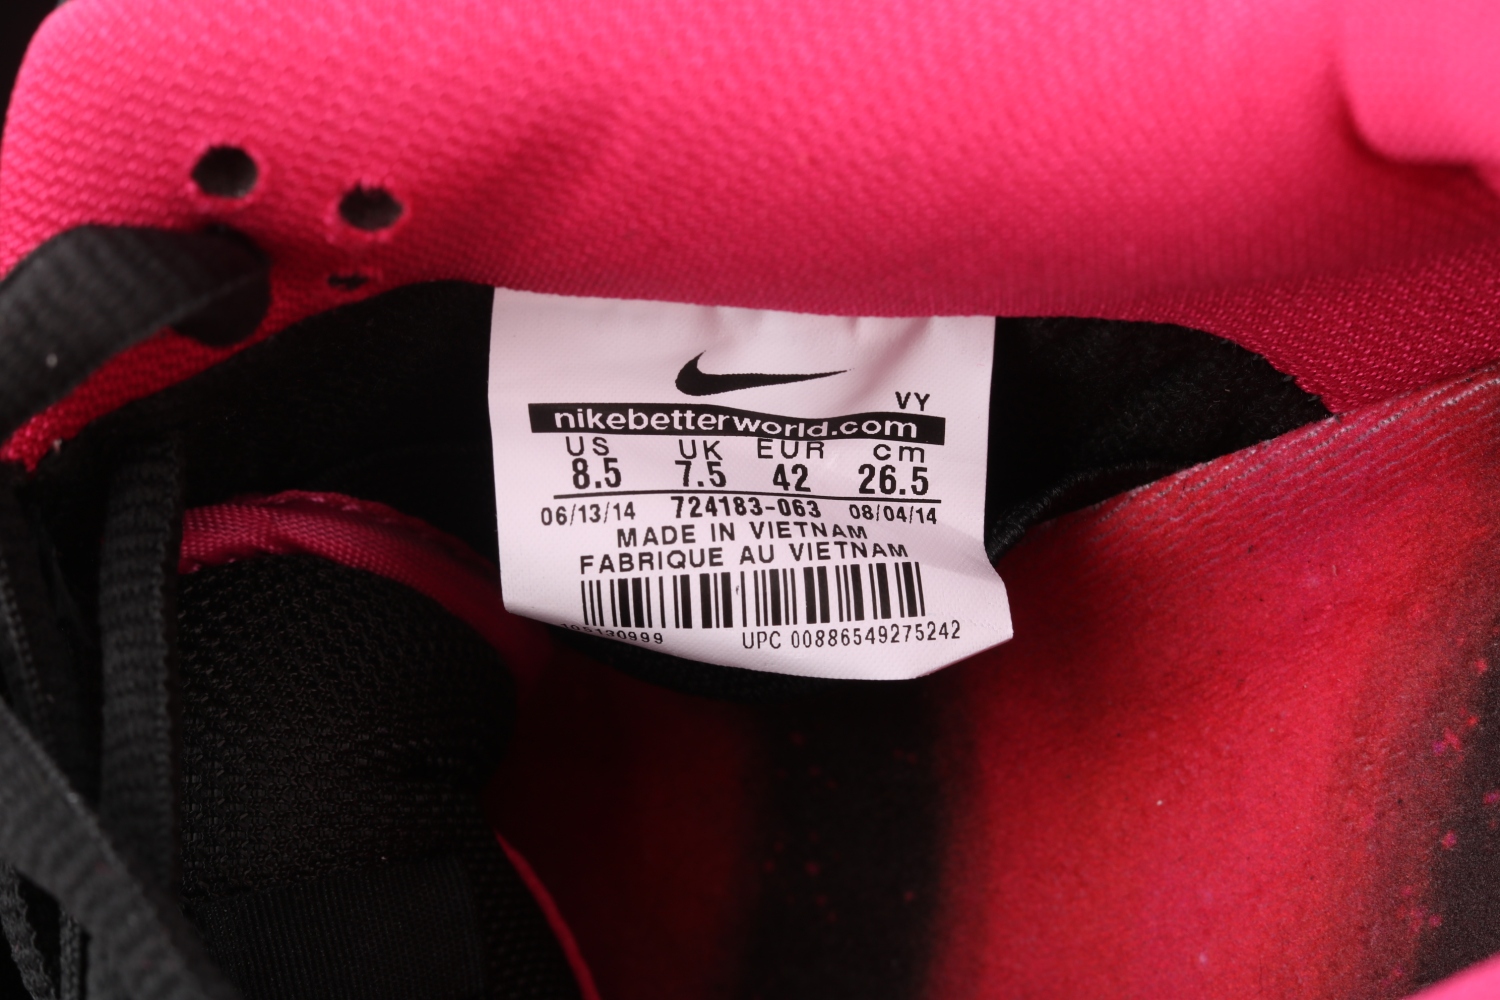 VY
nikebetterworld.com
US UK EUR cm
8.5 7.5 42 26.5
06/13/14 724183-063 08/04/14
MADE IN VIETNAM
FABRIQUE AU VIETNAM
UPC 00886549275242